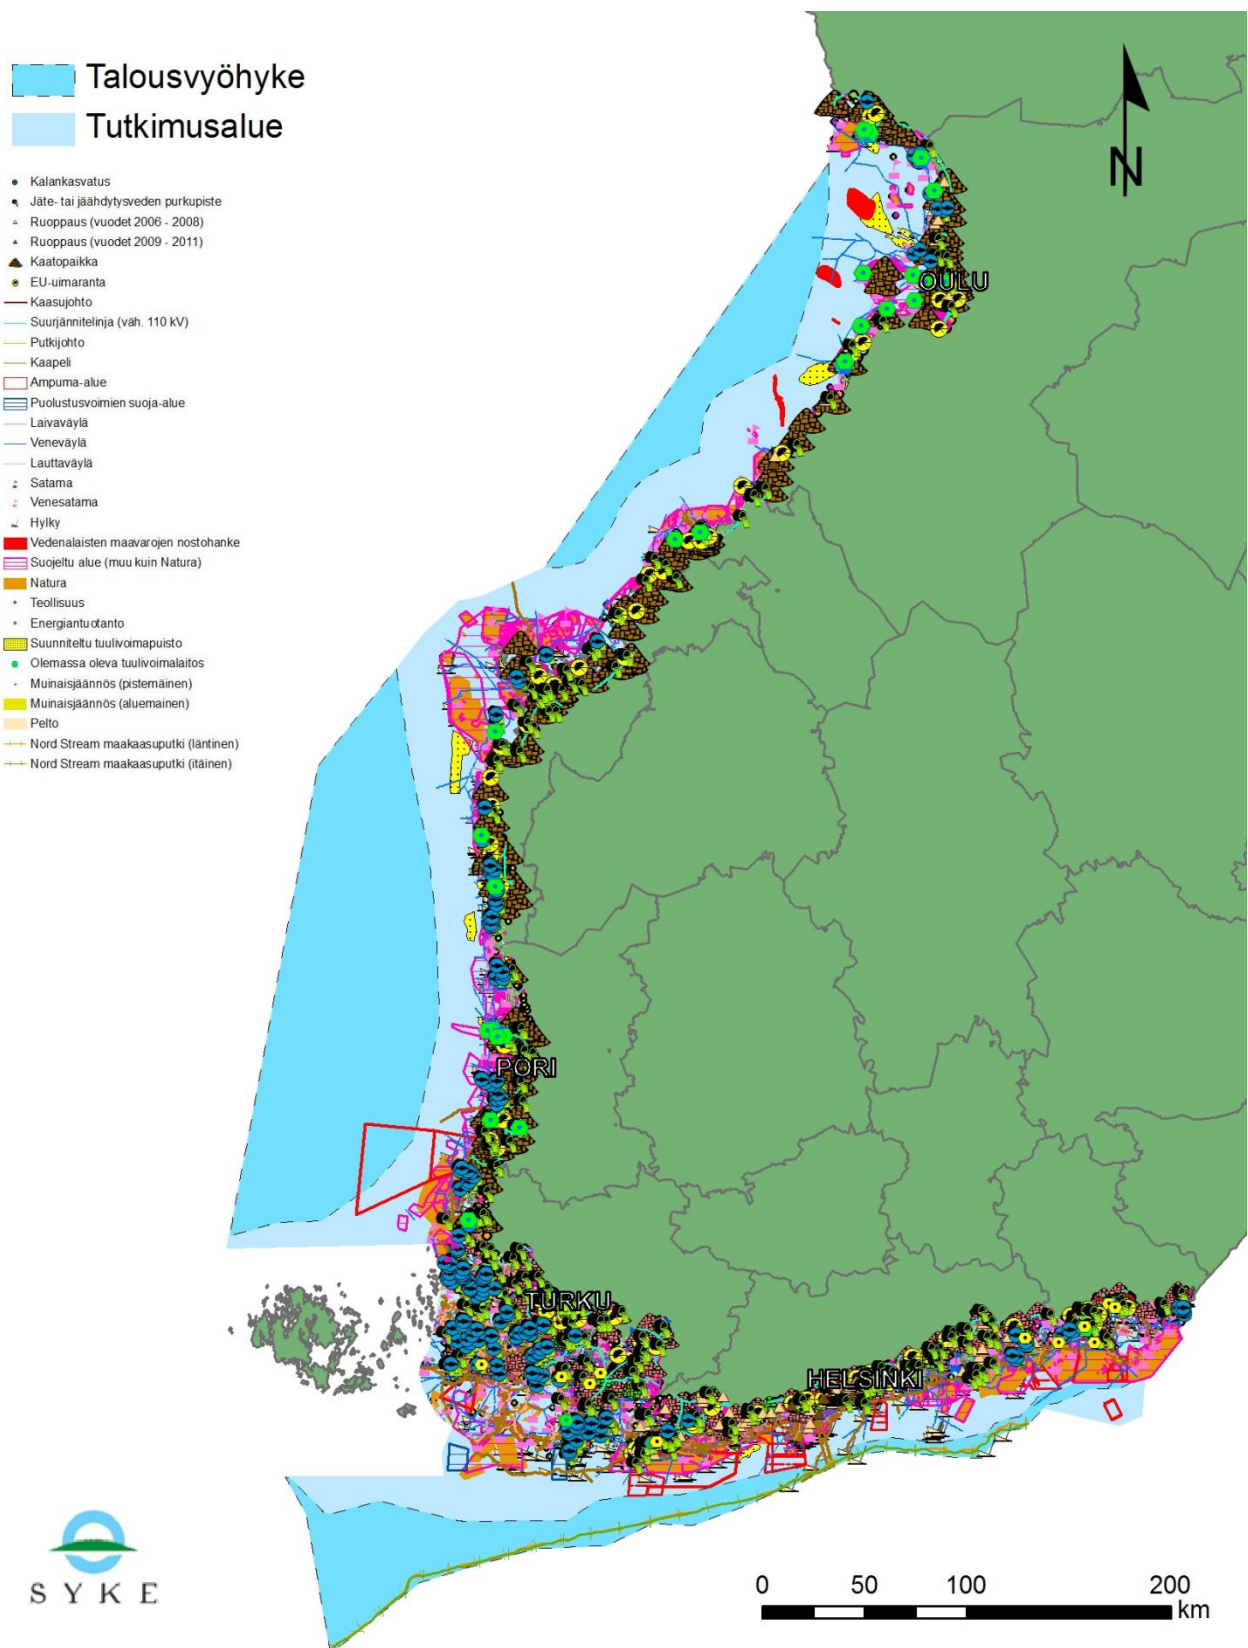 Talousvyöhyke
Tutkimusalue
Kalankasvatus
Jäte- tai jäähdytysveden purkupiste
Ruoppaus (vuodet 2006 - 2008)
Ruoppaus (vuodet 2009 - 2011)
Kaatopaikka
EU-uimaranta
Kaasujohto
Suurjännitelinja (väh. 110 kV)
Putkijohto
Kaapeli
Ampuma-alue
Puolustusvoimien suoja-alue
Laivaväylä
Veneväylä
Lauttaväylä
Satama
Venesatama
Hylky
Vedenalaisten maavarojen nostohanke
Suojeltu alue (muu kuin Natura)
Natura
Teollisuus
Energiantuotanto
Suunniteltu tuulivoimapuisto
Olemassa oleva tuulivoimalaitos
Muinaisjäännös (pistemäinen)
Muinaisjäännös (aluemainen)
Pelto
Nord Stream maakaasuputki (läntinen)
Nord Stream maakaasuputki (itäinen)
N
OULU
PORI
TURKU
HELSINKI
SYKE
0 50 100 200
km